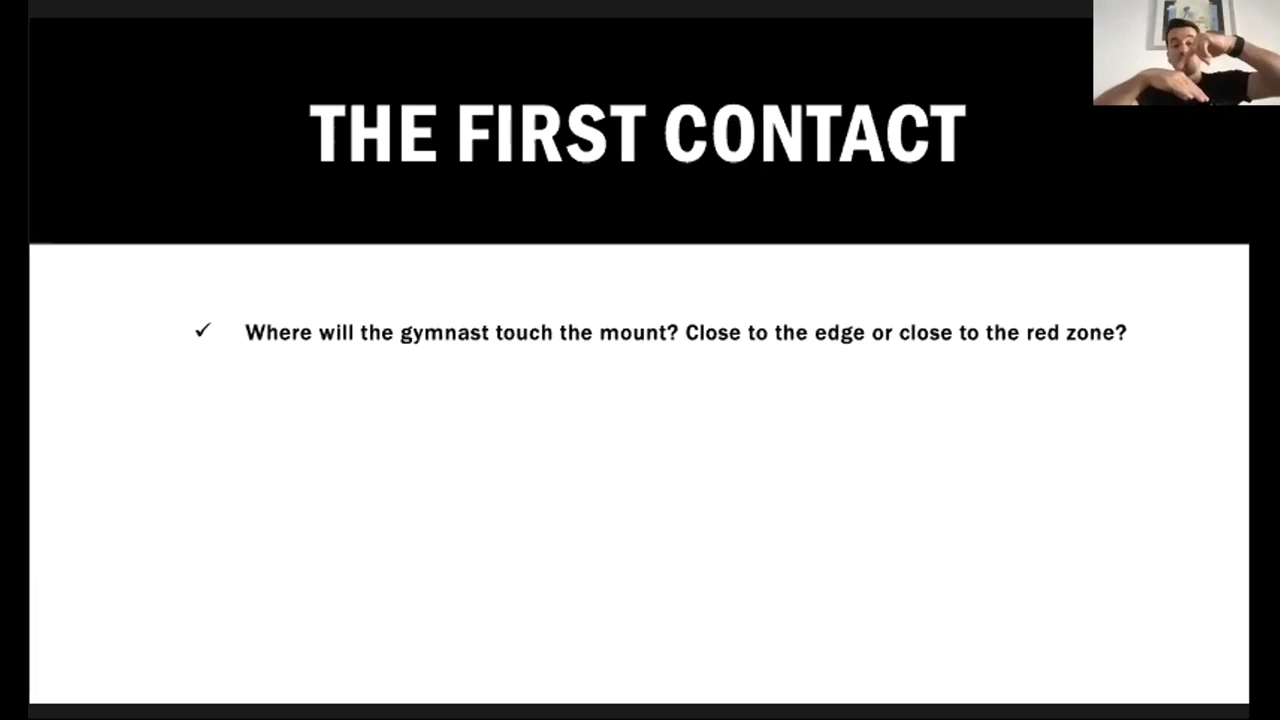 THE FIRST CONTACT
✓ Where will the gymnast touch the mount? Close to the edge or close to the red zone?